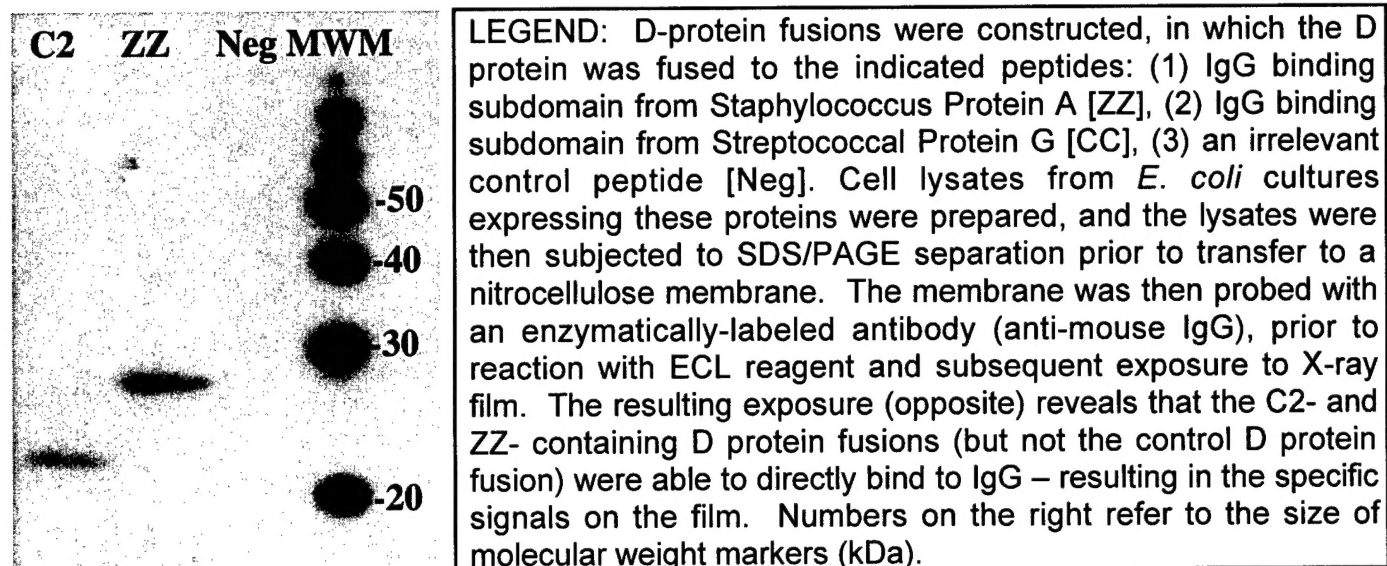 C2 ZZ Neg MWM
-50
-40
-30
-20
LEGEND: D-protein fusions were constructed, in which the D
protein was fused to the indicated peptides: (1) IgG binding
subdomain from Staphylococcus Protein A [ZZ], (2) IgG binding
subdomain from Streptococcal Protein G [CC], (3) an irrelevant
control peptide [Neg]. Cell lysates from E. coli cultures
expressing these proteins were prepared, and the lysates were
then subjected to SDS/PAGE separation prior to transfer to a
nitrocellulose membrane. The membrane was then probed with
an enzymatically-labeled antibody (anti-mouse IgG), prior to
reaction with ECL reagent and subsequent exposure to X-ray
film. The resulting exposure (opposite) reveals that the C2- and
ZZ- containing D protein fusions (but not the control D protein
fusion) were able to directly bind to IgG – resulting in the specific
signals on the film. Numbers on the right refer to the size of
molecular weight markers (kDa).